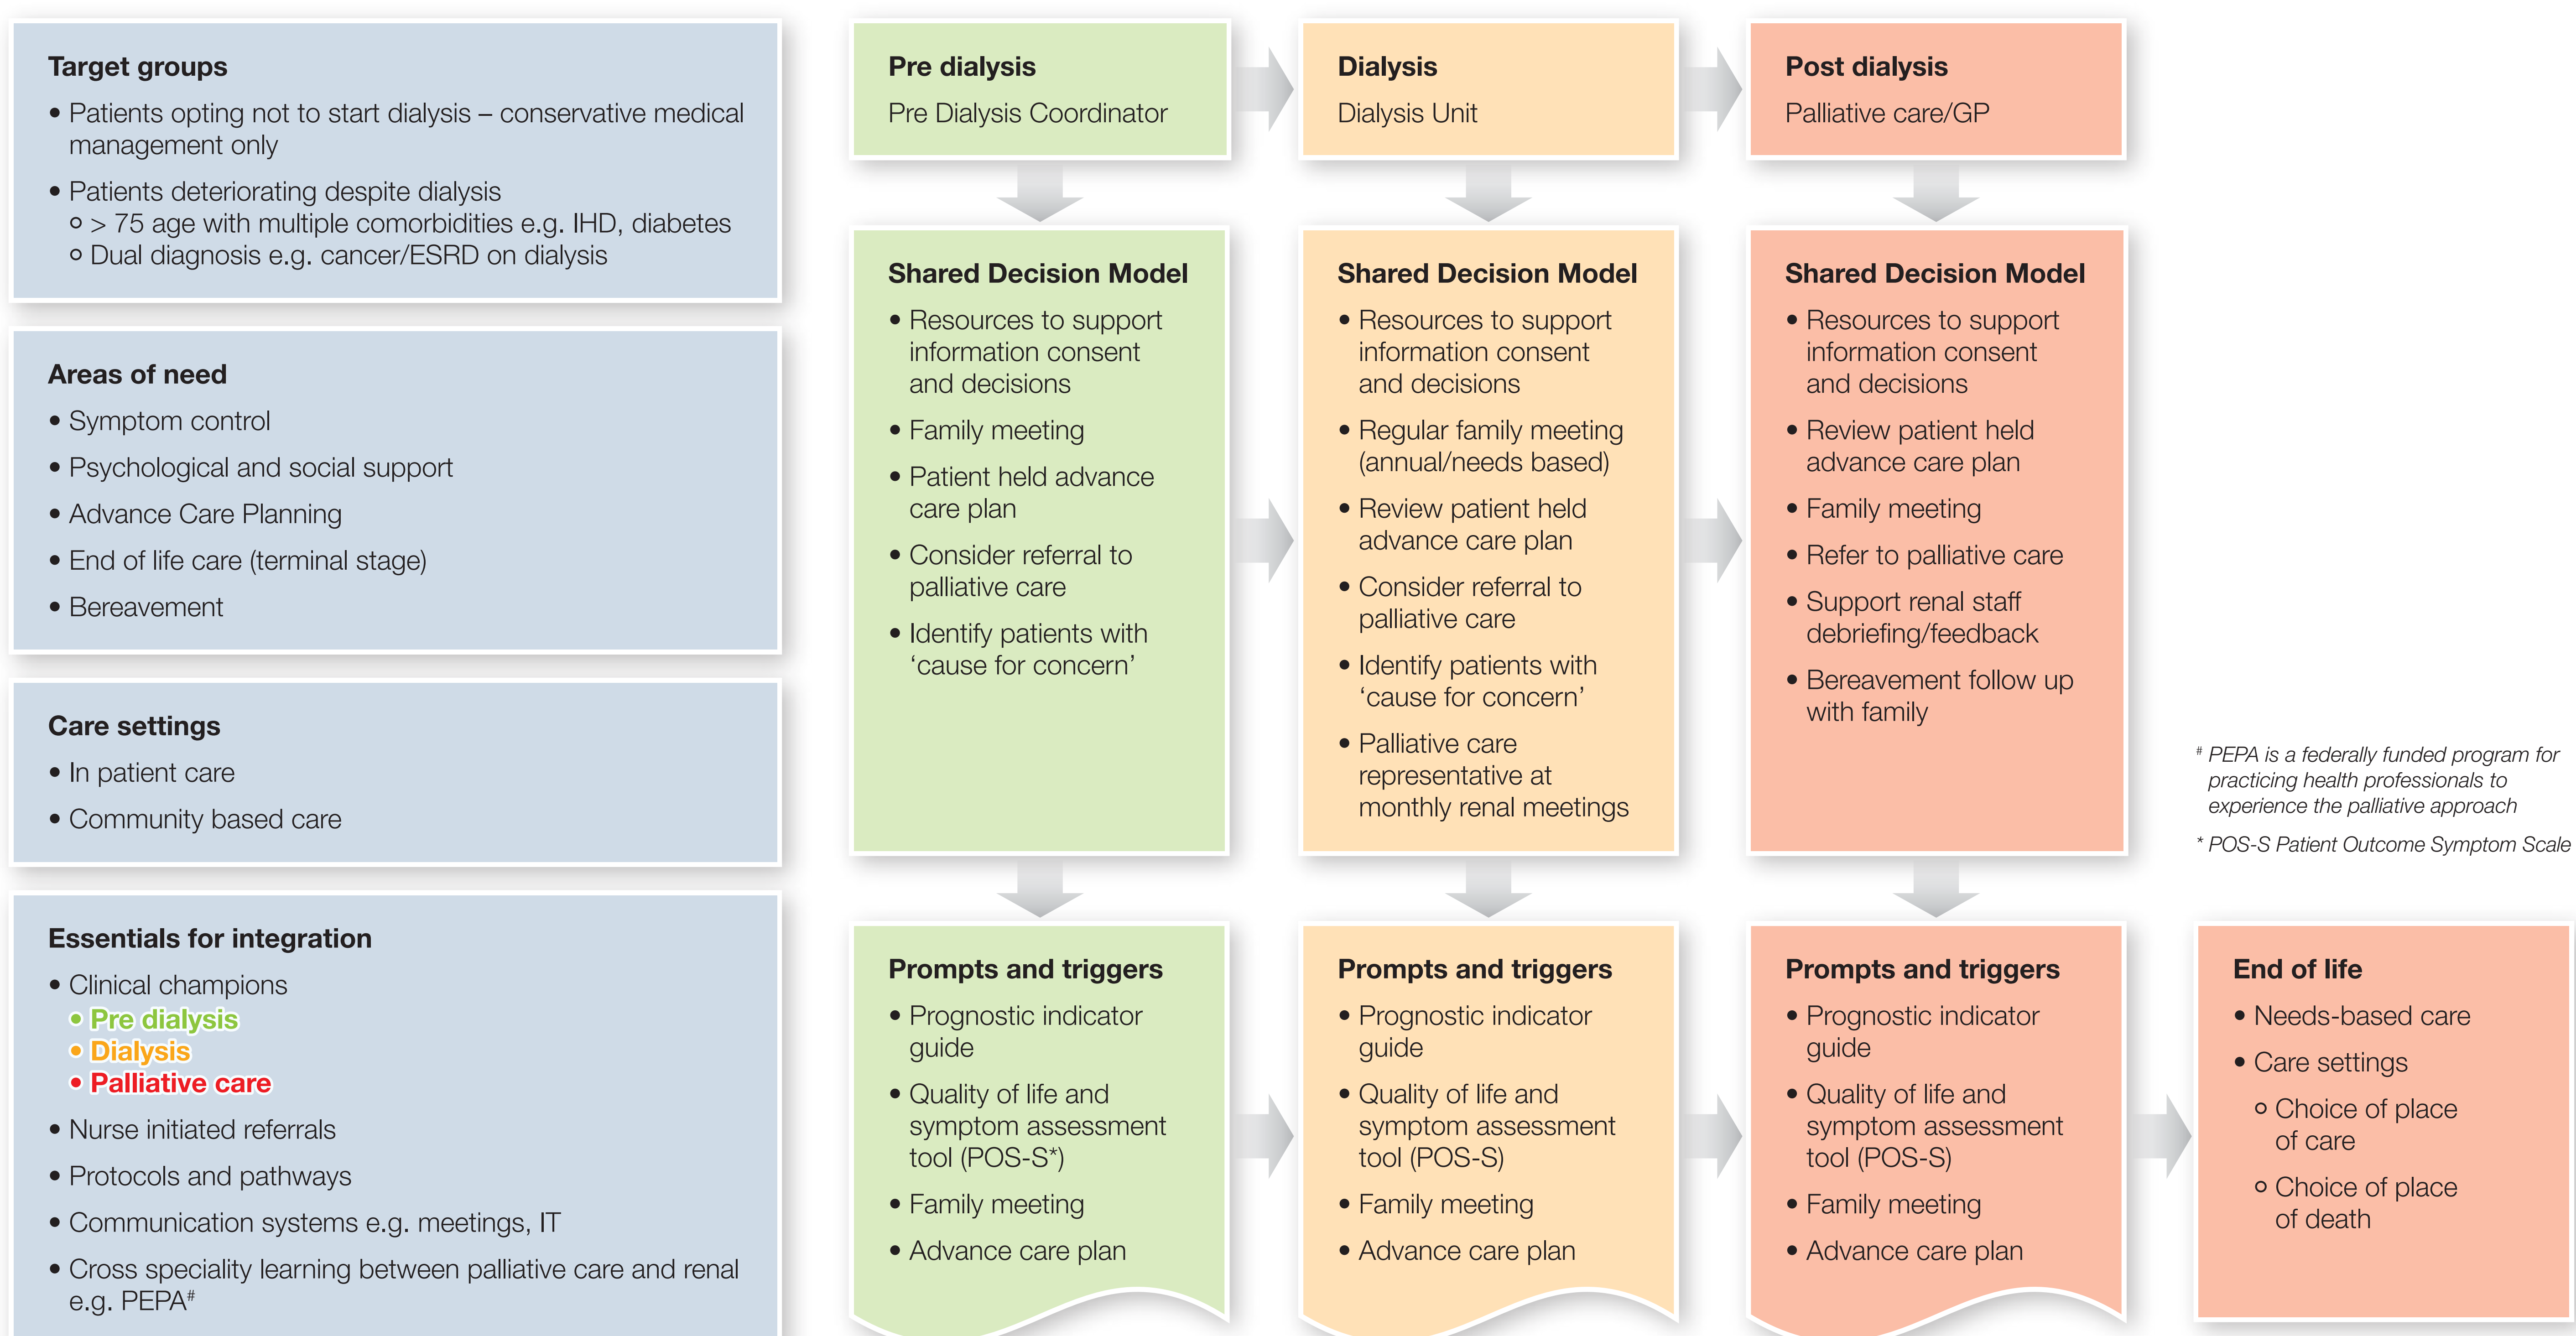 Target groups
• Patients opting not to start dialysis – conservative medical
management only
• Patients deteriorating despite dialysis
> 75 age with multiple comorbidities e.g. IHD, diabetes
Dual diagnosis e.g. cancer/ESRD on dialysis
Areas of need
• Symptom control
• Psychological and social support
• Advance Care Planning
• End of life care (terminal stage)
• Bereavement
Care settings
• In patient care
• Community based care
Essentials for integration
• Clinical champions
• Pre dialysis
• Dialysis
• Palliative care
• Nurse initiated referrals
• Protocols and pathways
• Communication systems e.g. meetings, IT
• Cross speciality learning between palliative care and renal
e.g. PEPA#
Pre dialysis
Pre Dialysis Coordinator
Dialysis
Dialysis Unit
Post dialysis
Palliative care/GP
Shared Decision Model
• Resources to support
information consent
and decisions
• Family meeting
• Patient held advance
care plan
• Consider referral to
palliative care
• Identify patients with
‘cause for concern’
Shared Decision Model
• Resources to support
information consent
and decisions
• Regular family meeting
(annual/needs based)
• Review patient held
advance care plan
• Consider referral to
palliative care
• Identify patients with
‘cause for concern’
• Palliative care
representative at
monthly renal meetings
Shared Decision Model
• Resources to support
information consent
and decisions
• Review patient held
advance care plan
• Family meeting
• Refer to palliative care
• Support renal staff
debriefing/feedback
• Bereavement follow up
with family
# PEPA is a federally funded program for
practicing health professionals to
experience the palliative approach
* POS-S Patient Outcome Symptom Scale
Prompts and triggers
• Prognostic indicator
guide
• Quality of life and
symptom assessment
tool (POS-S*)
• Family meeting
• Advance care plan
Prompts and triggers
• Prognostic indicator
guide
• Quality of life and
symptom assessment
tool (POS-S)
• Family meeting
• Advance care plan
Prompts and triggers
• Prognostic indicator
guide
• Quality of life and
symptom assessment
tool (POS-S)
• Family meeting
• Advance care plan
End of life
• Needs-based care
• Care settings
Choice of place
of care
Choice of place
of death